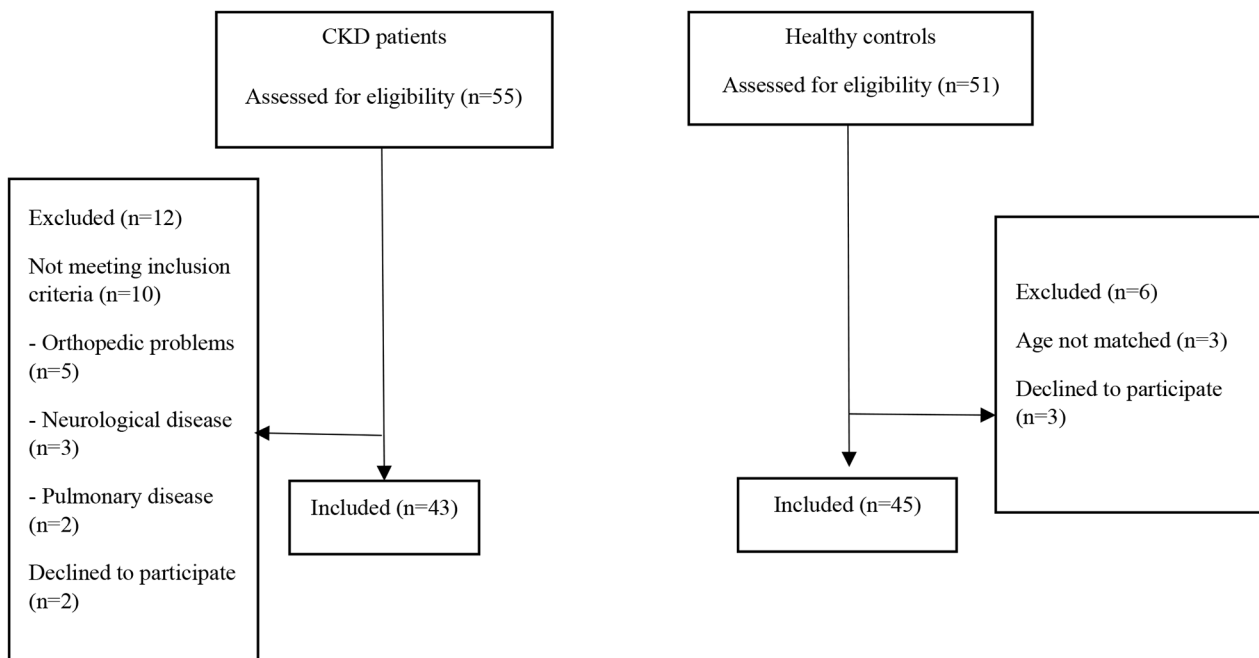 CKD patients
Assessed for eligibility (n=55)
Healthy controls
Assessed for eligibility (n=51)
Excluded (n=12)
Not meeting inclusion
criteria (n=10)
- Orthopedic problems
(n=5)
- Neurological disease
(n=3)
- Pulmonary disease
(n=2)
Declined to participate
(n=2)
Included (n=43)
Excluded (n=6)
Age not matched (n=3)
Declined to participate
(n=3)
Included (n=45)